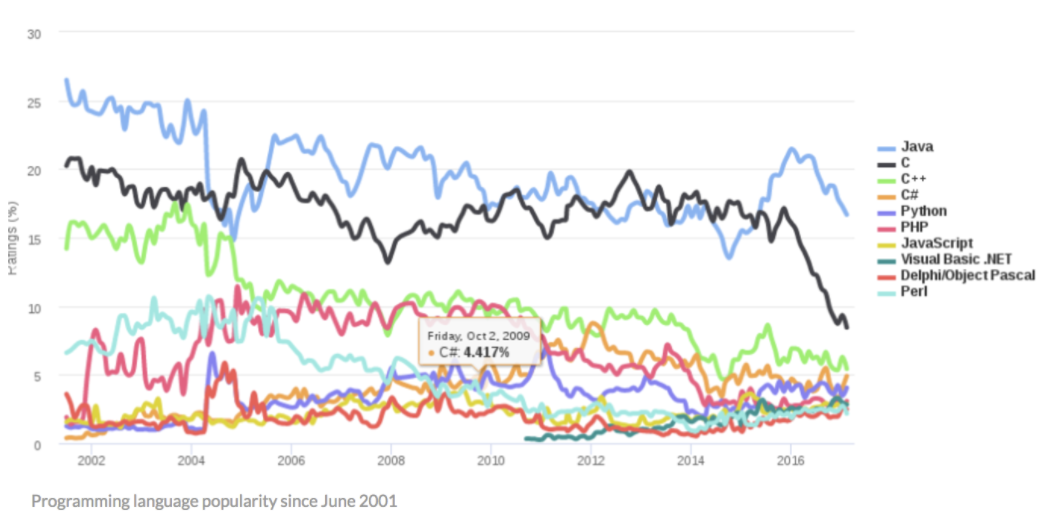 30
25
20
15
10
5
0
Ratings (%)
2002 2004 2006 2008 2010 2012 2014 2016
Friday, Oct 2, 2009
C#: 4.417%
Java
C
C++
C#
Python
PHP
JavaScript
Visual Basic .NET
Delphi/Object Pascal
Perl
Programming language popularity since June 2001